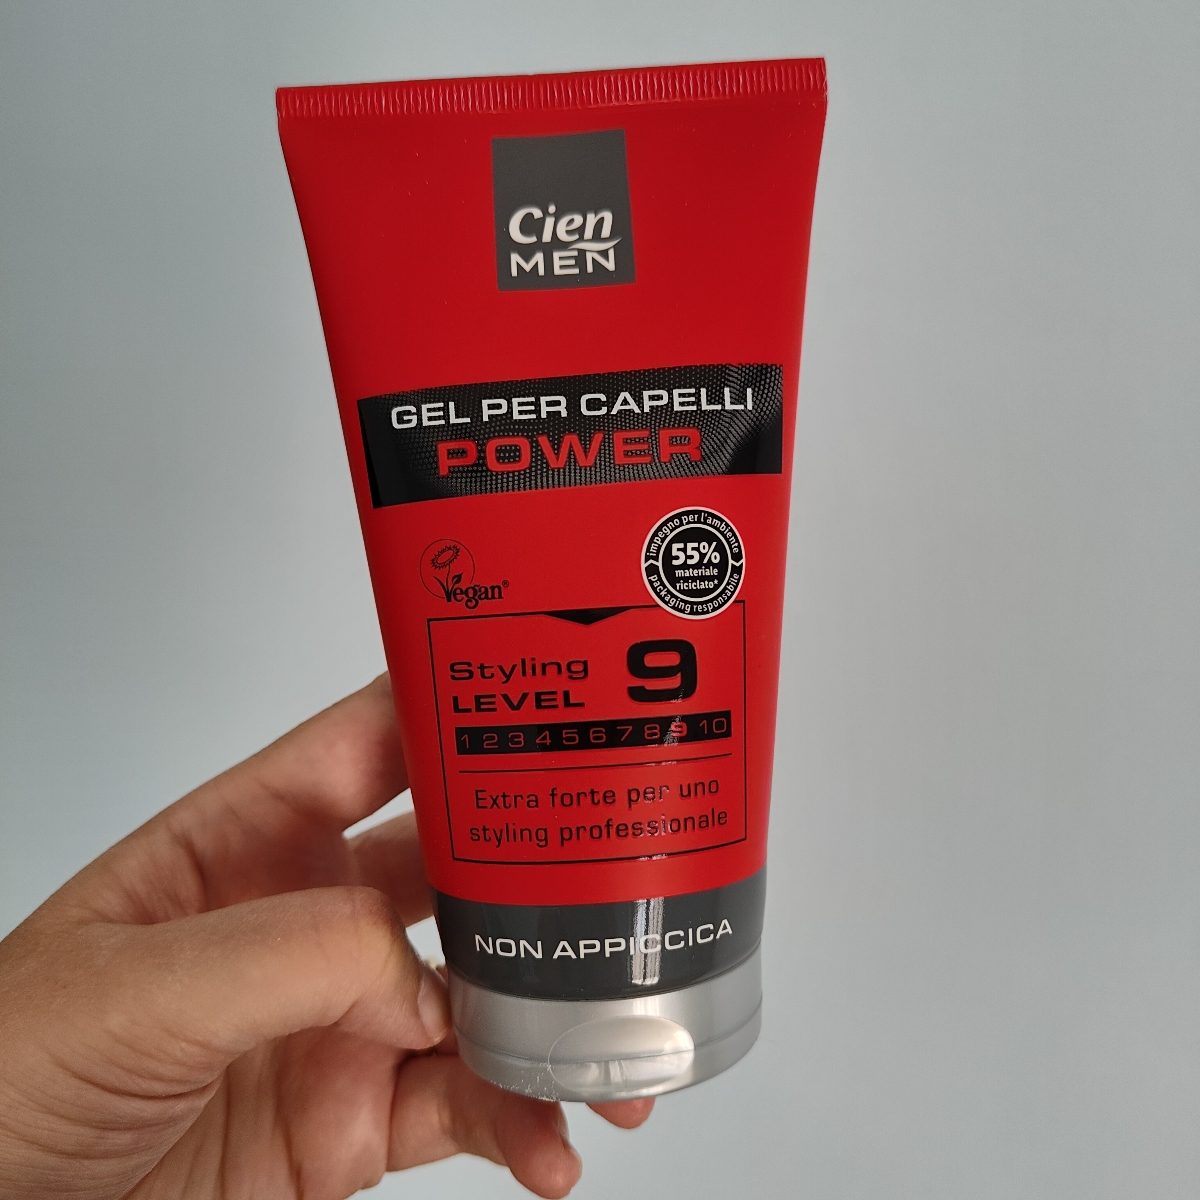 Cien
MEN
GEL PER CAPELLI
POWER
impegno per l'ambiente
55%
materiale
riciclato*
packaging responsabile
Vegan®
Styling
LEVEL
9
1 2 3 4 5 6 7 8 9 10
Extra forte per uno
styling professionale
NON APPICCICA